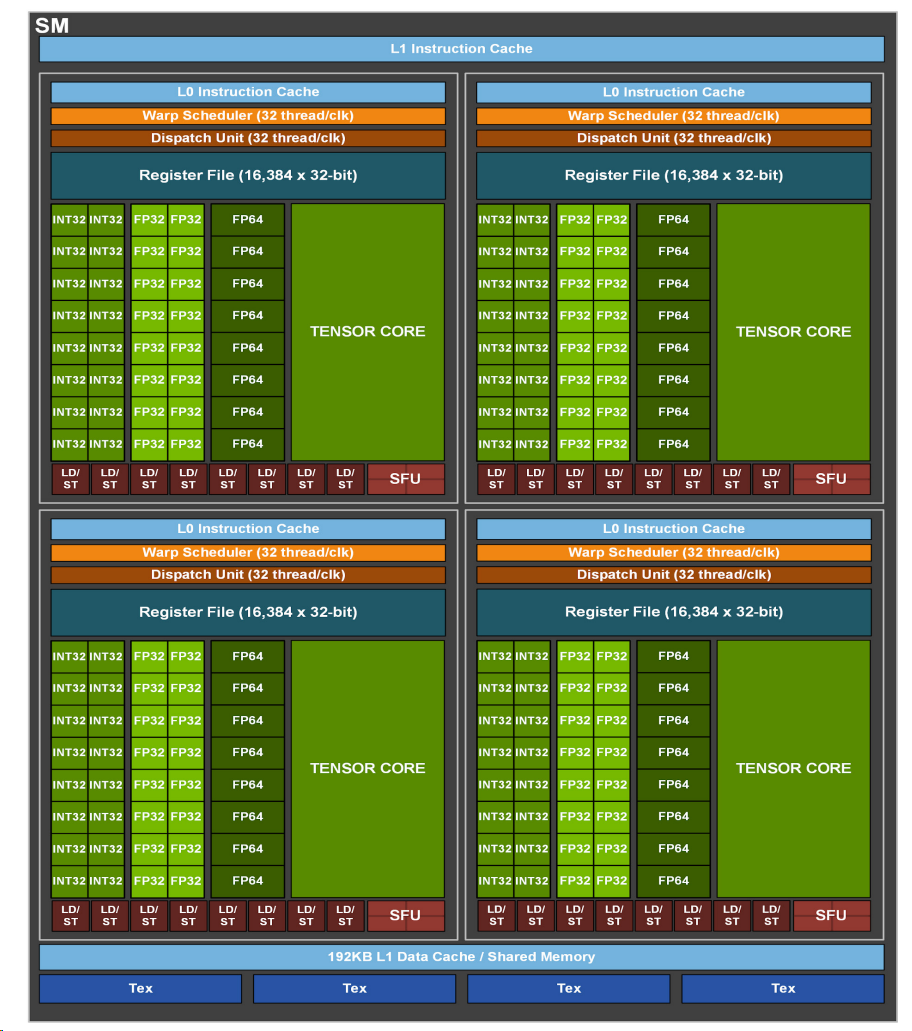 SM
L1 Instruction Cache
L0 Instruction Cache
Warp Scheduler (32 thread/clk)
Dispatch Unit (32 thread/clk)
Register File (16,384 x 32-bit)
INT32 INT32 FP32 FP32 FP64
INT32 INT32 FP32 FP32 FP64
INT32 INT32 FP32 FP32 FP64
INT32 INT32 FP32 FP32 FP64
TENSOR CORE
INT32 INT32 FP32 FP32 FP64
INT32 INT32 FP32 FP32 FP64
INT32 INT32 FP32 FP32 FP64
INT32 INT32 FP32 FP32 FP64
LD/ LD/ LD/ LD/ LD/ LD/ LD/ LD/
ST ST ST ST ST ST ST ST
SFU
L0 Instruction Cache
Warp Scheduler (32 thread/clk)
Dispatch Unit (32 thread/clk)
Register File (16,384 x 32-bit)
INT32 INT32 FP32 FP32 FP64
INT32 INT32 FP32 FP32 FP64
INT32 INT32 FP32 FP32 FP64
INT32 INT32 FP32 FP32 FP64
TENSOR CORE
INT32 INT32 FP32 FP32 FP64
INT32 INT32 FP32 FP32 FP64
INT32 INT32 FP32 FP32 FP64
INT32 INT32 FP32 FP32 FP64
LD/ LD/ LD/ LD/ LD/ LD/ LD/ LD/
ST ST ST ST ST ST ST ST
SFU
L0 Instruction Cache
Warp Scheduler (32 thread/clk)
Dispatch Unit (32 thread/clk)
Register File (16,384 x 32-bit)
INT32 INT32 FP32 FP32 FP64
INT32 INT32 FP32 FP32 FP64
INT32 INT32 FP32 FP32 FP64
INT32 INT32 FP32 FP32 FP64
TENSOR CORE
INT32 INT32 FP32 FP32 FP64
INT32 INT32 FP32 FP32 FP64
INT32 INT32 FP32 FP32 FP64
INT32 INT32 FP32 FP32 FP64
LD/ LD/ LD/ LD/ LD/ LD/ LD/ LD/
ST ST ST ST ST ST ST ST
SFU
L0 Instruction Cache
Warp Scheduler (32 thread/clk)
Dispatch Unit (32 thread/clk)
Register File (16,384 x 32-bit)
INT32 INT32 FP32 FP32 FP64
INT32 INT32 FP32 FP32 FP64
INT32 INT32 FP32 FP32 FP64
INT32 INT32 FP32 FP32 FP64
TENSOR CORE
INT32 INT32 FP32 FP32 FP64
INT32 INT32 FP32 FP32 FP64
INT32 INT32 FP32 FP32 FP64
INT32 INT32 FP32 FP32 FP64
LD/ LD/ LD/ LD/ LD/ LD/ LD/ LD/
ST ST ST ST ST ST ST ST
SFU
192KB L1 Data Cache / Shared Memory
Tex Tex Tex Tex